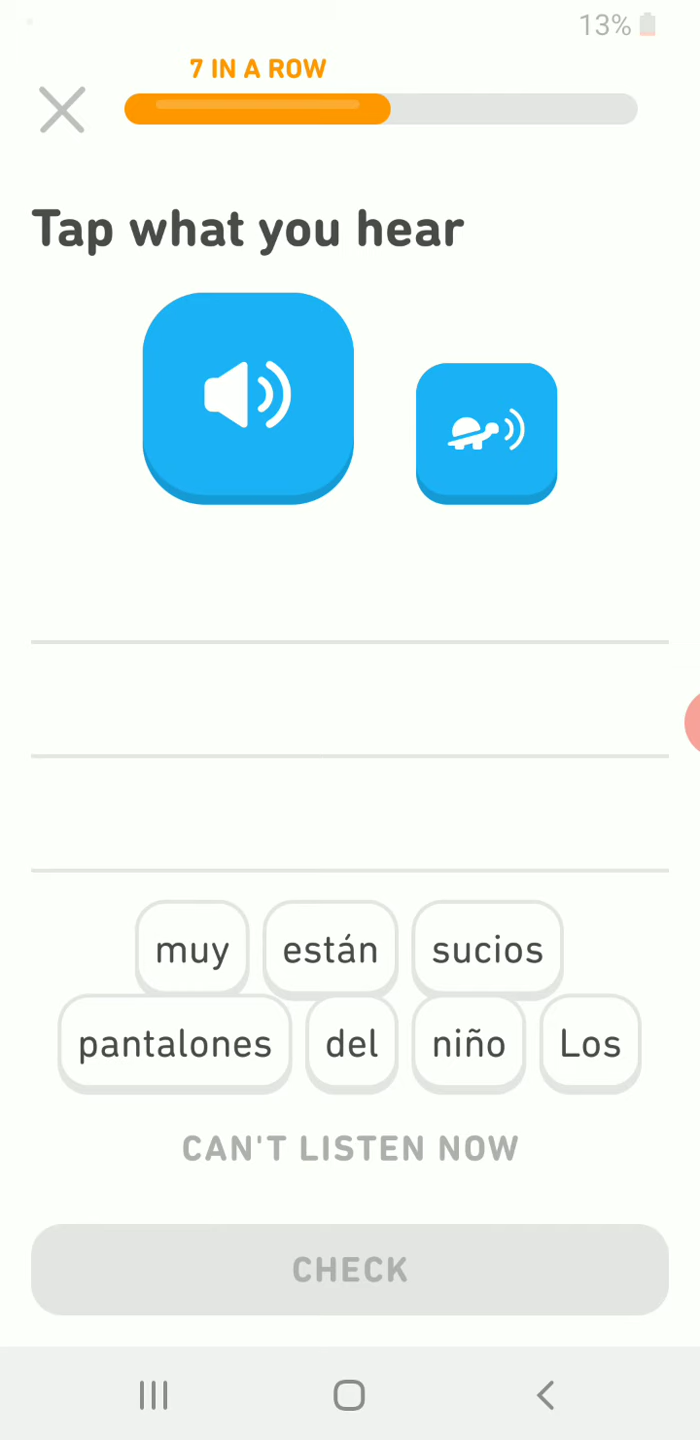 13%
7 IN A ROW
Tap what you hear
muy están sucios
pantalones del niño Los
CAN'T LISTEN NOW
CHECK